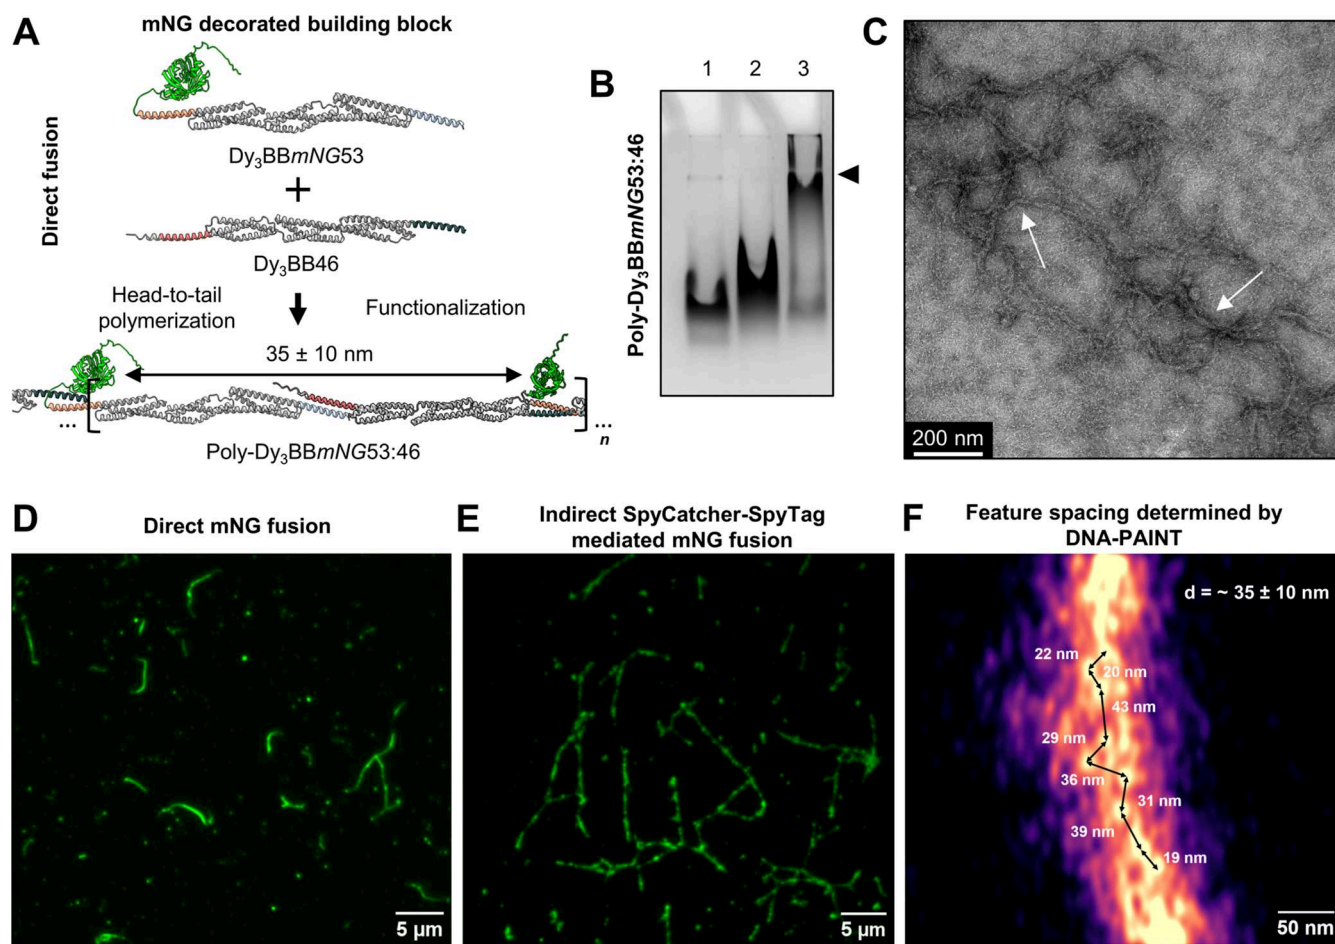 A
mNG decorated building block
Direct fusion
Dy₃BBmNG53
+
Dy₃BB46
Head-to-tail
polymerization
Functionalization
35 ± 10 nm
...
...
n
Poly-Dy₃BBmNG53:46
B
1 2 3
Poly-Dy₃BBmNG53:46
C
200 nm
D
Direct mNG fusion
5 µm
E
Indirect SpyCatcher-SpyTag
mediated mNG fusion
5 µm
F
Feature spacing determined by
DNA-PAINT
d = ~ 35 ± 10 nm
22 nm
20 nm
43 nm
29 nm
36 nm
31 nm
39 nm
19 nm
50 nm